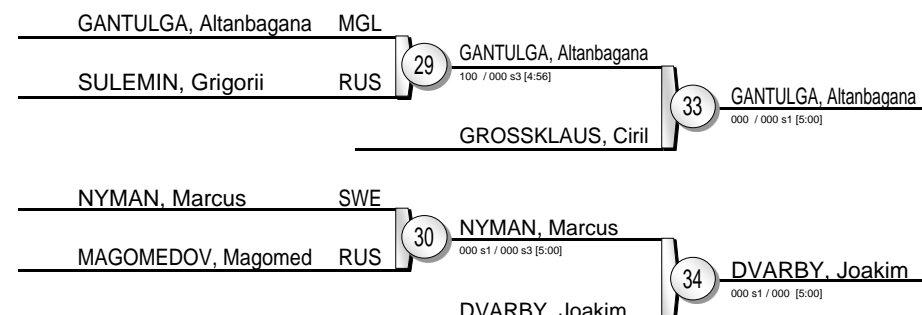 GANTULGA, Altanbagana MGL
29
GANTULGA, Altanbagana
100 / 000 s3 [4:56]
SULEMIN, Grigorii RUS
33
GANTULGA, Altanbagana
000 / 000 s1 [5:00]
GROSSKLAUS, Ciril
NYMAN, Marcus SWE
30
NYMAN, Marcus
000 s1 / 000 s3 [5:00]
MAGOMEDOV, Magomed RUS
34
DVARBY, Joakim
000 s1 / 000 [5:00]
DVARBY, Joakim